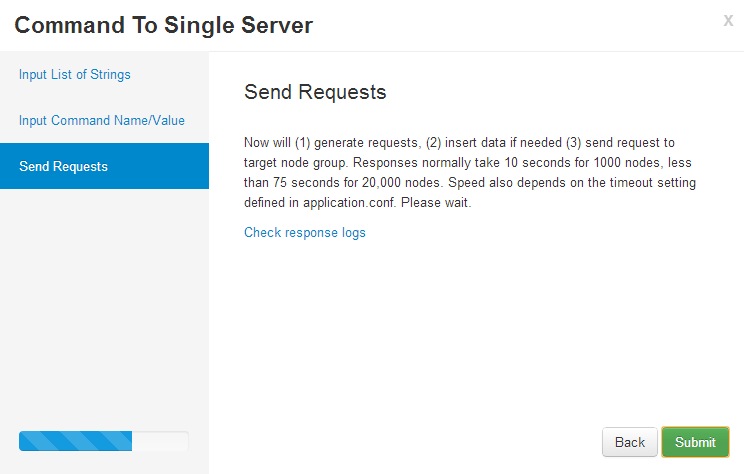 Command To Single Server
x
Input List of Strings
Input Command Name/Value
Send Requests
Send Requests
Now will (1) generate requests, (2) insert data if needed (3) send request to
target node group. Responses normally take 10 seconds for 1000 nodes, less
than 75 seconds for 20,000 nodes. Speed also depends on the timeout setting
defined in application.conf. Please wait.
Check response logs
Back
Submit